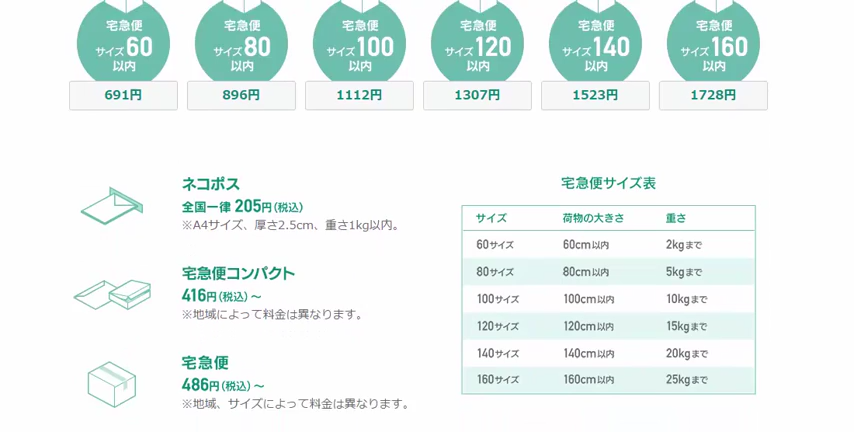 宅急便
サイズ60
以内
691円
宅急便
サイズ80
以内
896円
宅急便
サイズ100
以内
1112円
宅急便
サイズ120
以内
1307円
宅急便
サイズ140
以内
1523円
宅急便
サイズ160
以内
1728円
ネコポス
全国一律 205円(税込)
※A4サイズ、厚さ2.5cm、重さ1kg以内。
宅急便コンパクト
416円(税込)～
※地域によって料金は異なります。
宅急便
486円(税込)～
※地域、サイズによって料金は異なります。
宅急便サイズ表
サイズ 荷物の大きさ 重さ
60サイズ 60cm以内 2kgまで
80サイズ 80cm以内 5kgまで
100サイズ 100cm以内 10kgまで
120サイズ 120cm以内 15kgまで
140サイズ 140cm以内 20kgまで
160サイズ 160cm以内 25kgまで